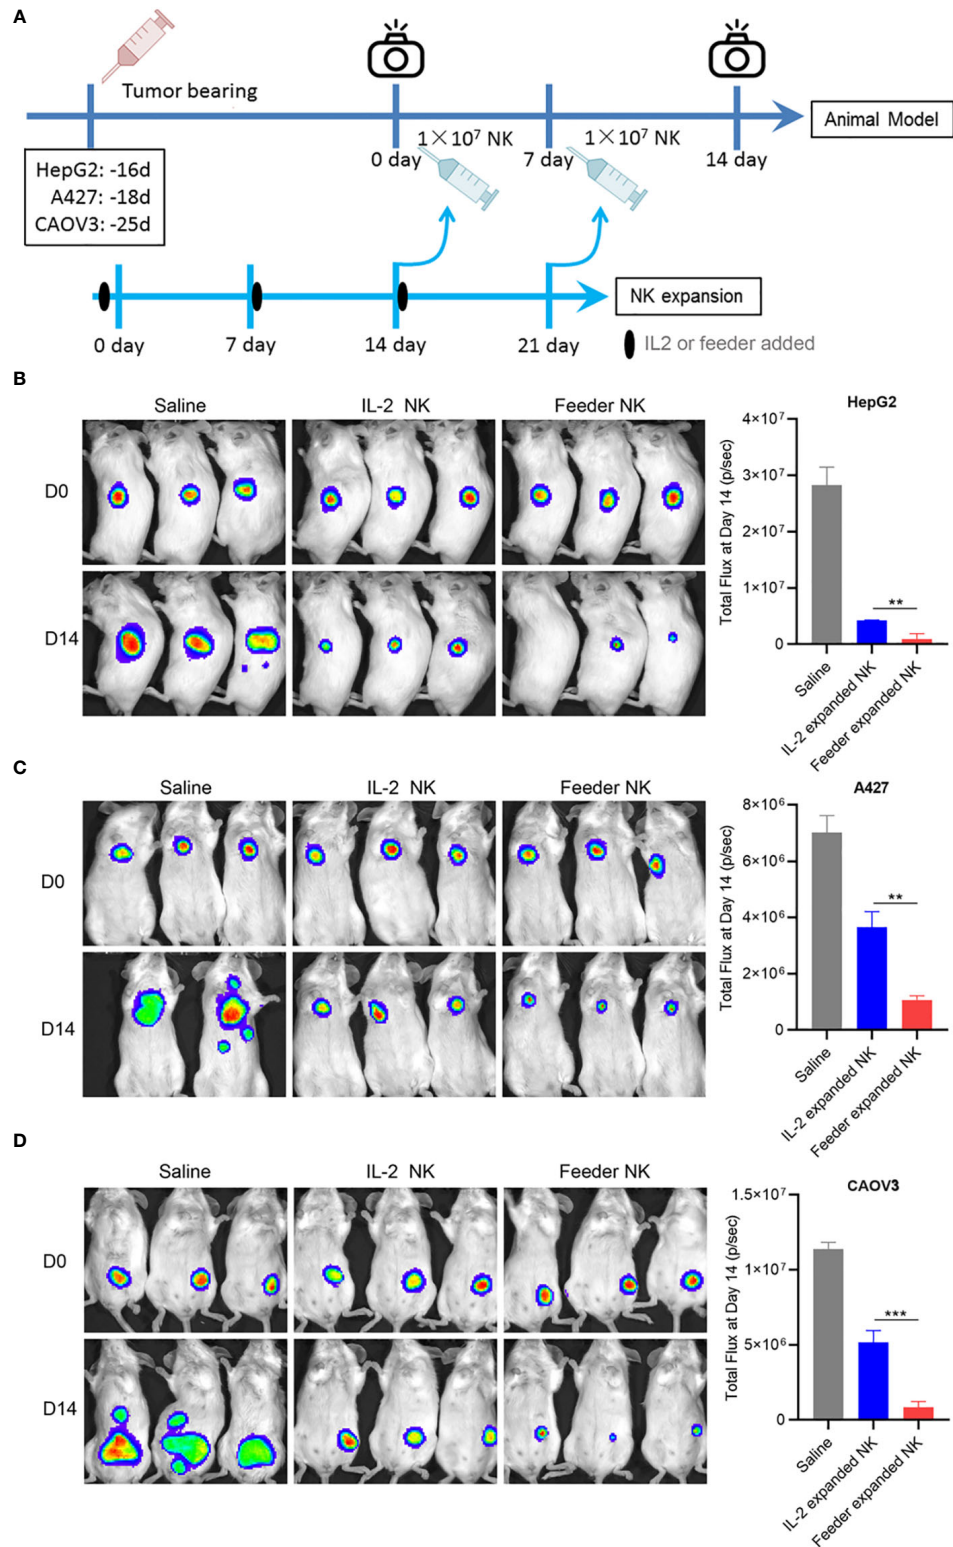 A
Tumor bearing
1×10⁷ NK
1×10⁷ NK
Animal Model
0 day
7 day
14 day
HepG2: -16d
A427: -18d
CAOV3: -25d
NK expansion
0 day
7 day
14 day
21 day
IL2 or feeder added
B
Saline
IL-2 NK
Feeder NK
D0
D14
HepG2
Total Flux at Day 14 (p/sec)
4×10⁷
3×10⁷
2×10⁷
1×10⁷
0
**
Saline
IL-2 expanded NK
Feeder expanded NK
C
Saline
IL-2 NK
Feeder NK
D0
D14
A427
Total Flux at Day 14 (p/sec)
8×10⁶
6×10⁶
4×10⁶
2×10⁶
0
**
Saline
IL-2 expanded NK
Feeder expanded NK
D
Saline
IL-2 NK
Feeder NK
D0
D14
CAOV3
Total Flux at Day 14 (p/sec)
1.5×10⁷
1×10⁷
5×10⁶
0
***
Saline
IL-2 expanded NK
Feeder expanded NK